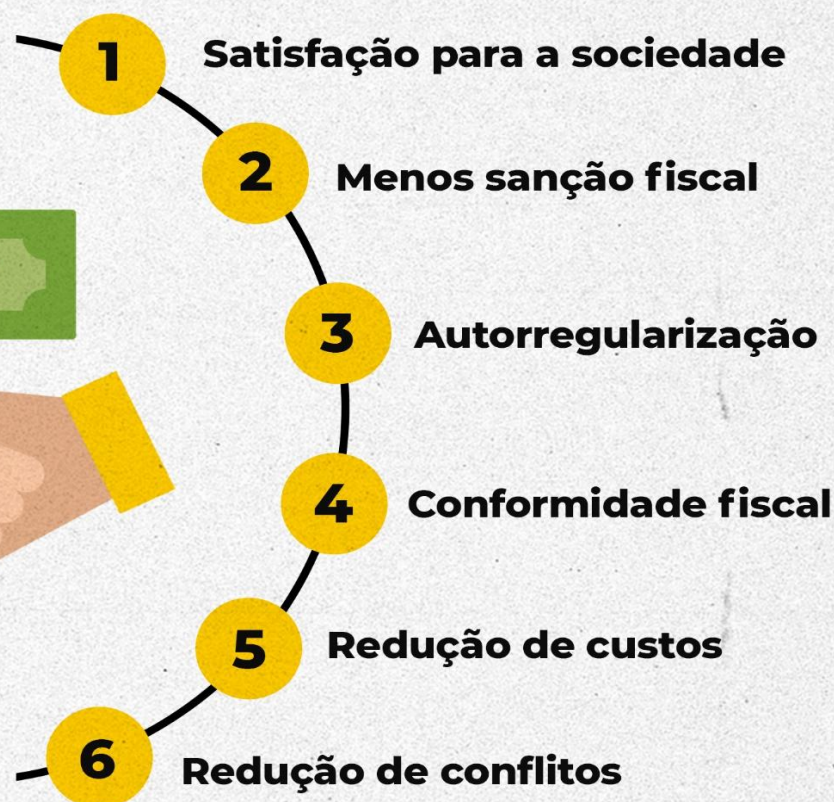 1 Satisfação para a sociedade
2 Menos sanção fiscal
3 Autorregularização
4 Conformidade fiscal
5 Redução de custos
6 Redução de conflitos